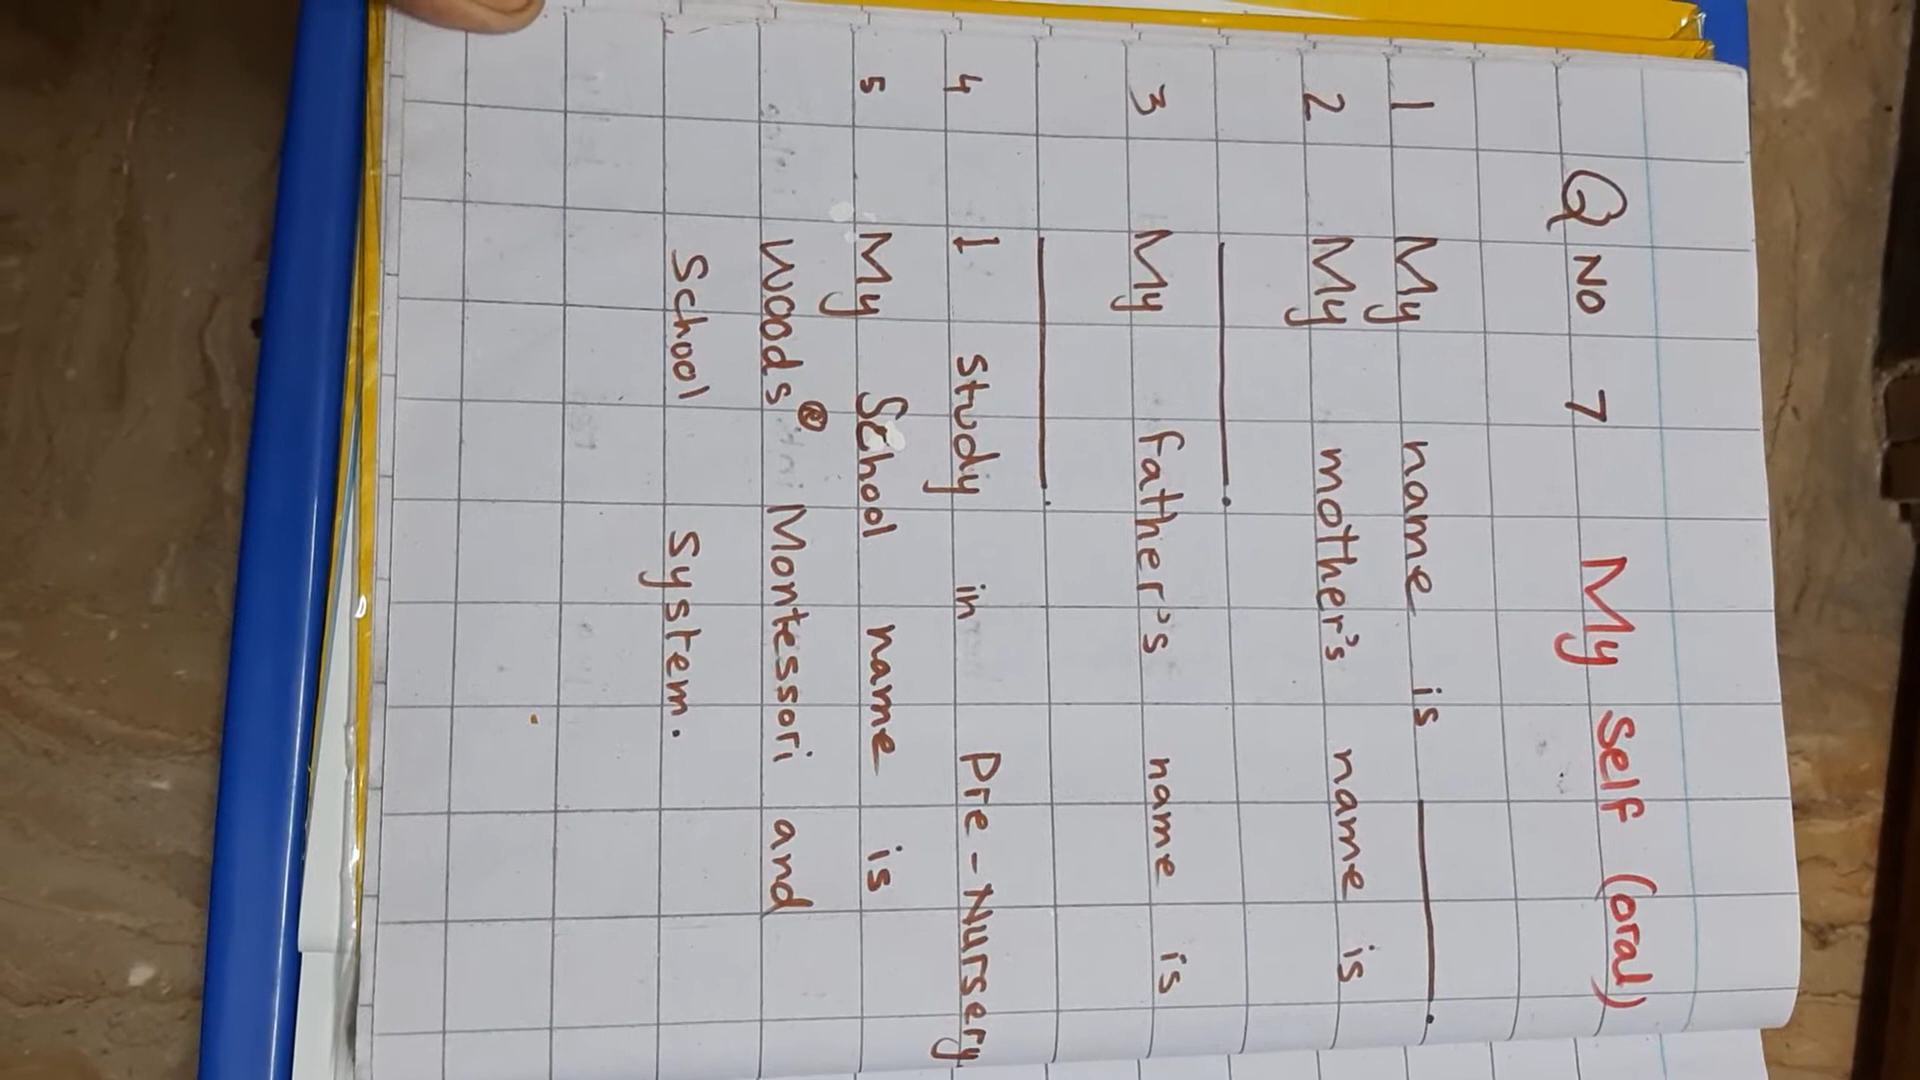 Q No 7 My Self (oral)
1 My name is ________.
2 My mother's name is
________.
3 My father's name is
________.
4 I study in Pre-Nursery
5 My School name is
Woods Montessori and
School System.